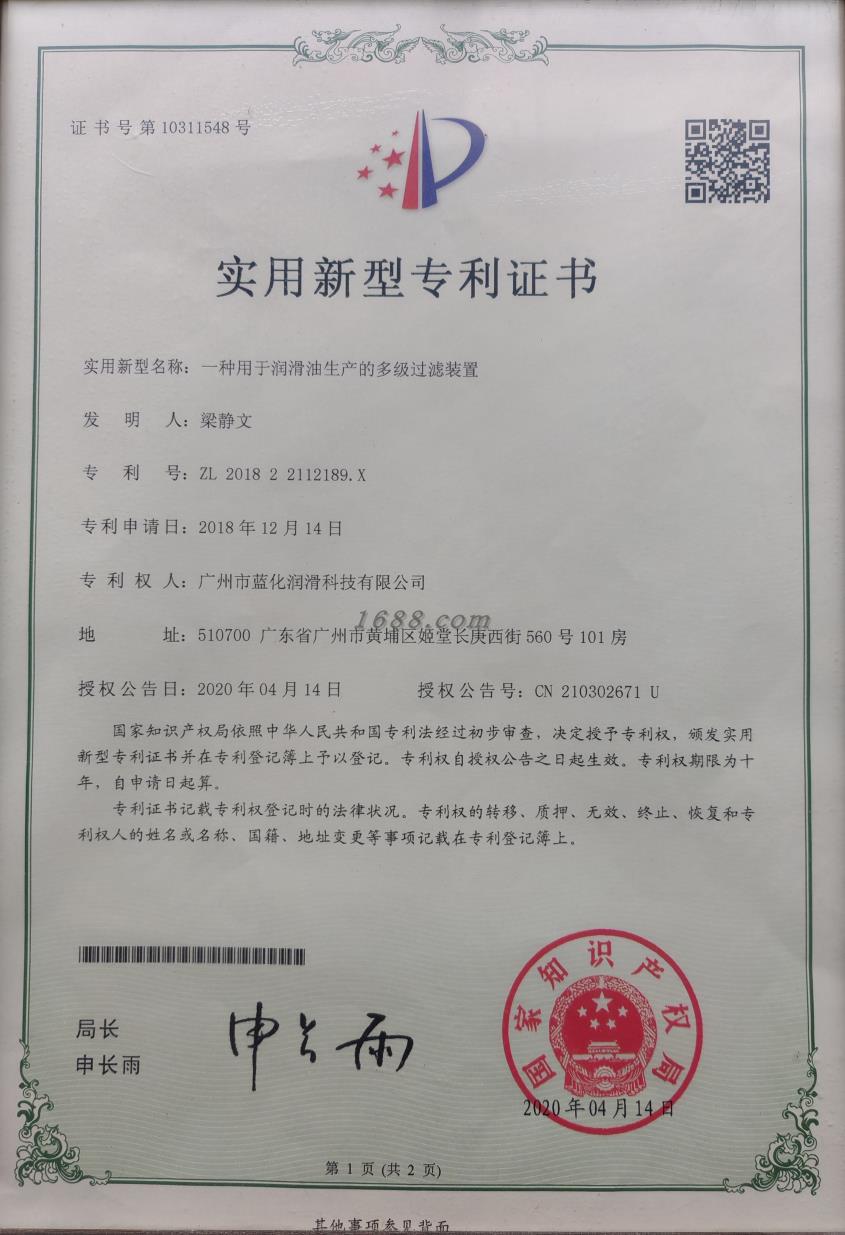 证书号第10311548号
实用新型专利证书
实用新型名称：一种用于润滑油生产的多级过滤装置
发明人：梁静文
专利号：ZL 2018 2 2112189.X
专利申请日：2018年12月14日
专利权人：广州市蓝化润滑科技有限公司
1688.com
地址：510700 广东省广州市黄埔区姬堂长庚西街560号101房
授权公告日：2020年04月14日 授权公告号：CN 210302671 U
国家知识产权局依照中华人民共和国专利法经过初步审查，决定授予专利权，颁发实用
新型专利证书并在专利登记簿上予以登记。专利权自授权公告之日起生效。专利权期限为十
年，自申请日起算。
专利证书记载专利权登记时的法律状况。专利权的转移、质押、无效、终止、恢复和专
利权人的姓名或名称、国籍、地址变更等事项记载在专利登记簿上。
局长
申长雨
申长雨
国家知识产权局
2020年04月14日
第 1 页 (共 2 页)
其他事项参见背面